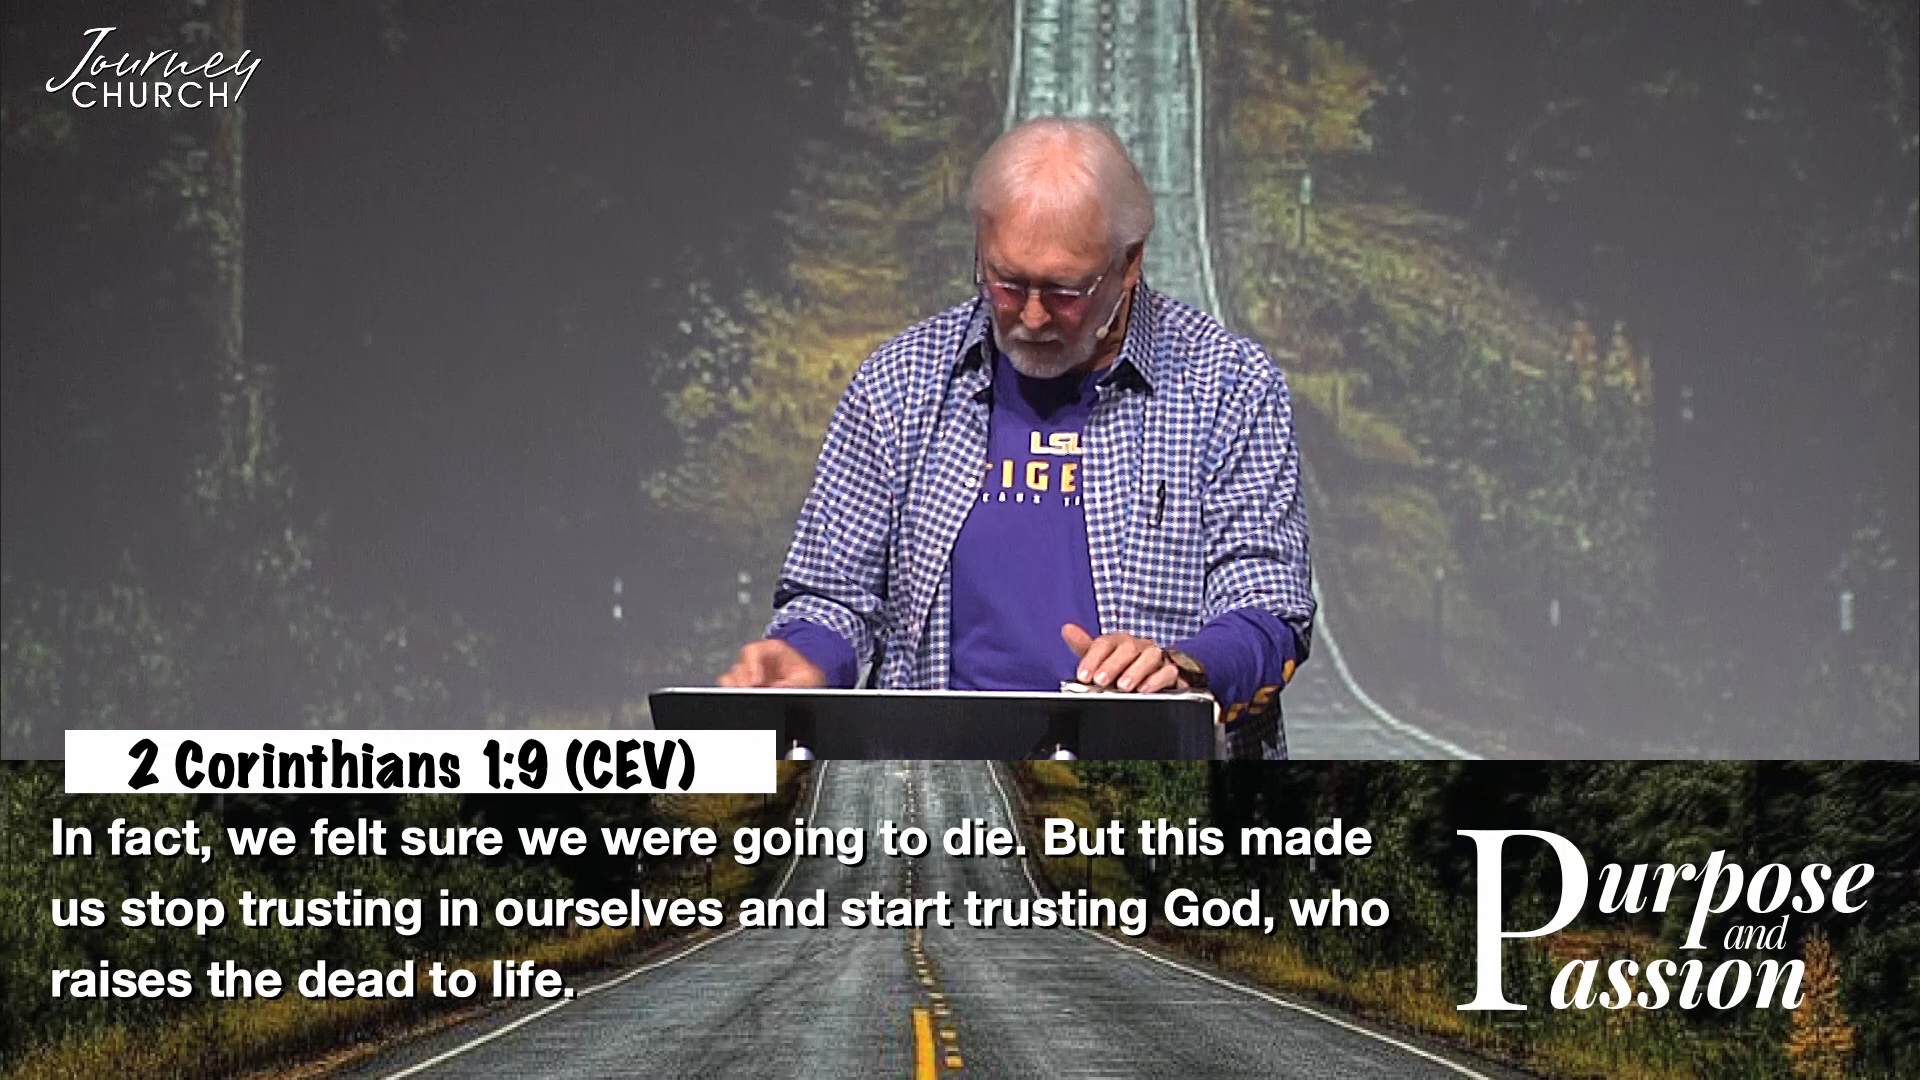 Journey
CHURCH
LSU
TIGE
2 Corinthians 1:9 (CEV)
In fact, we felt sure we were going to die. But this made
us stop trusting in ourselves and start trusting God, who
raises the dead to life.
Purpose
and
Passion